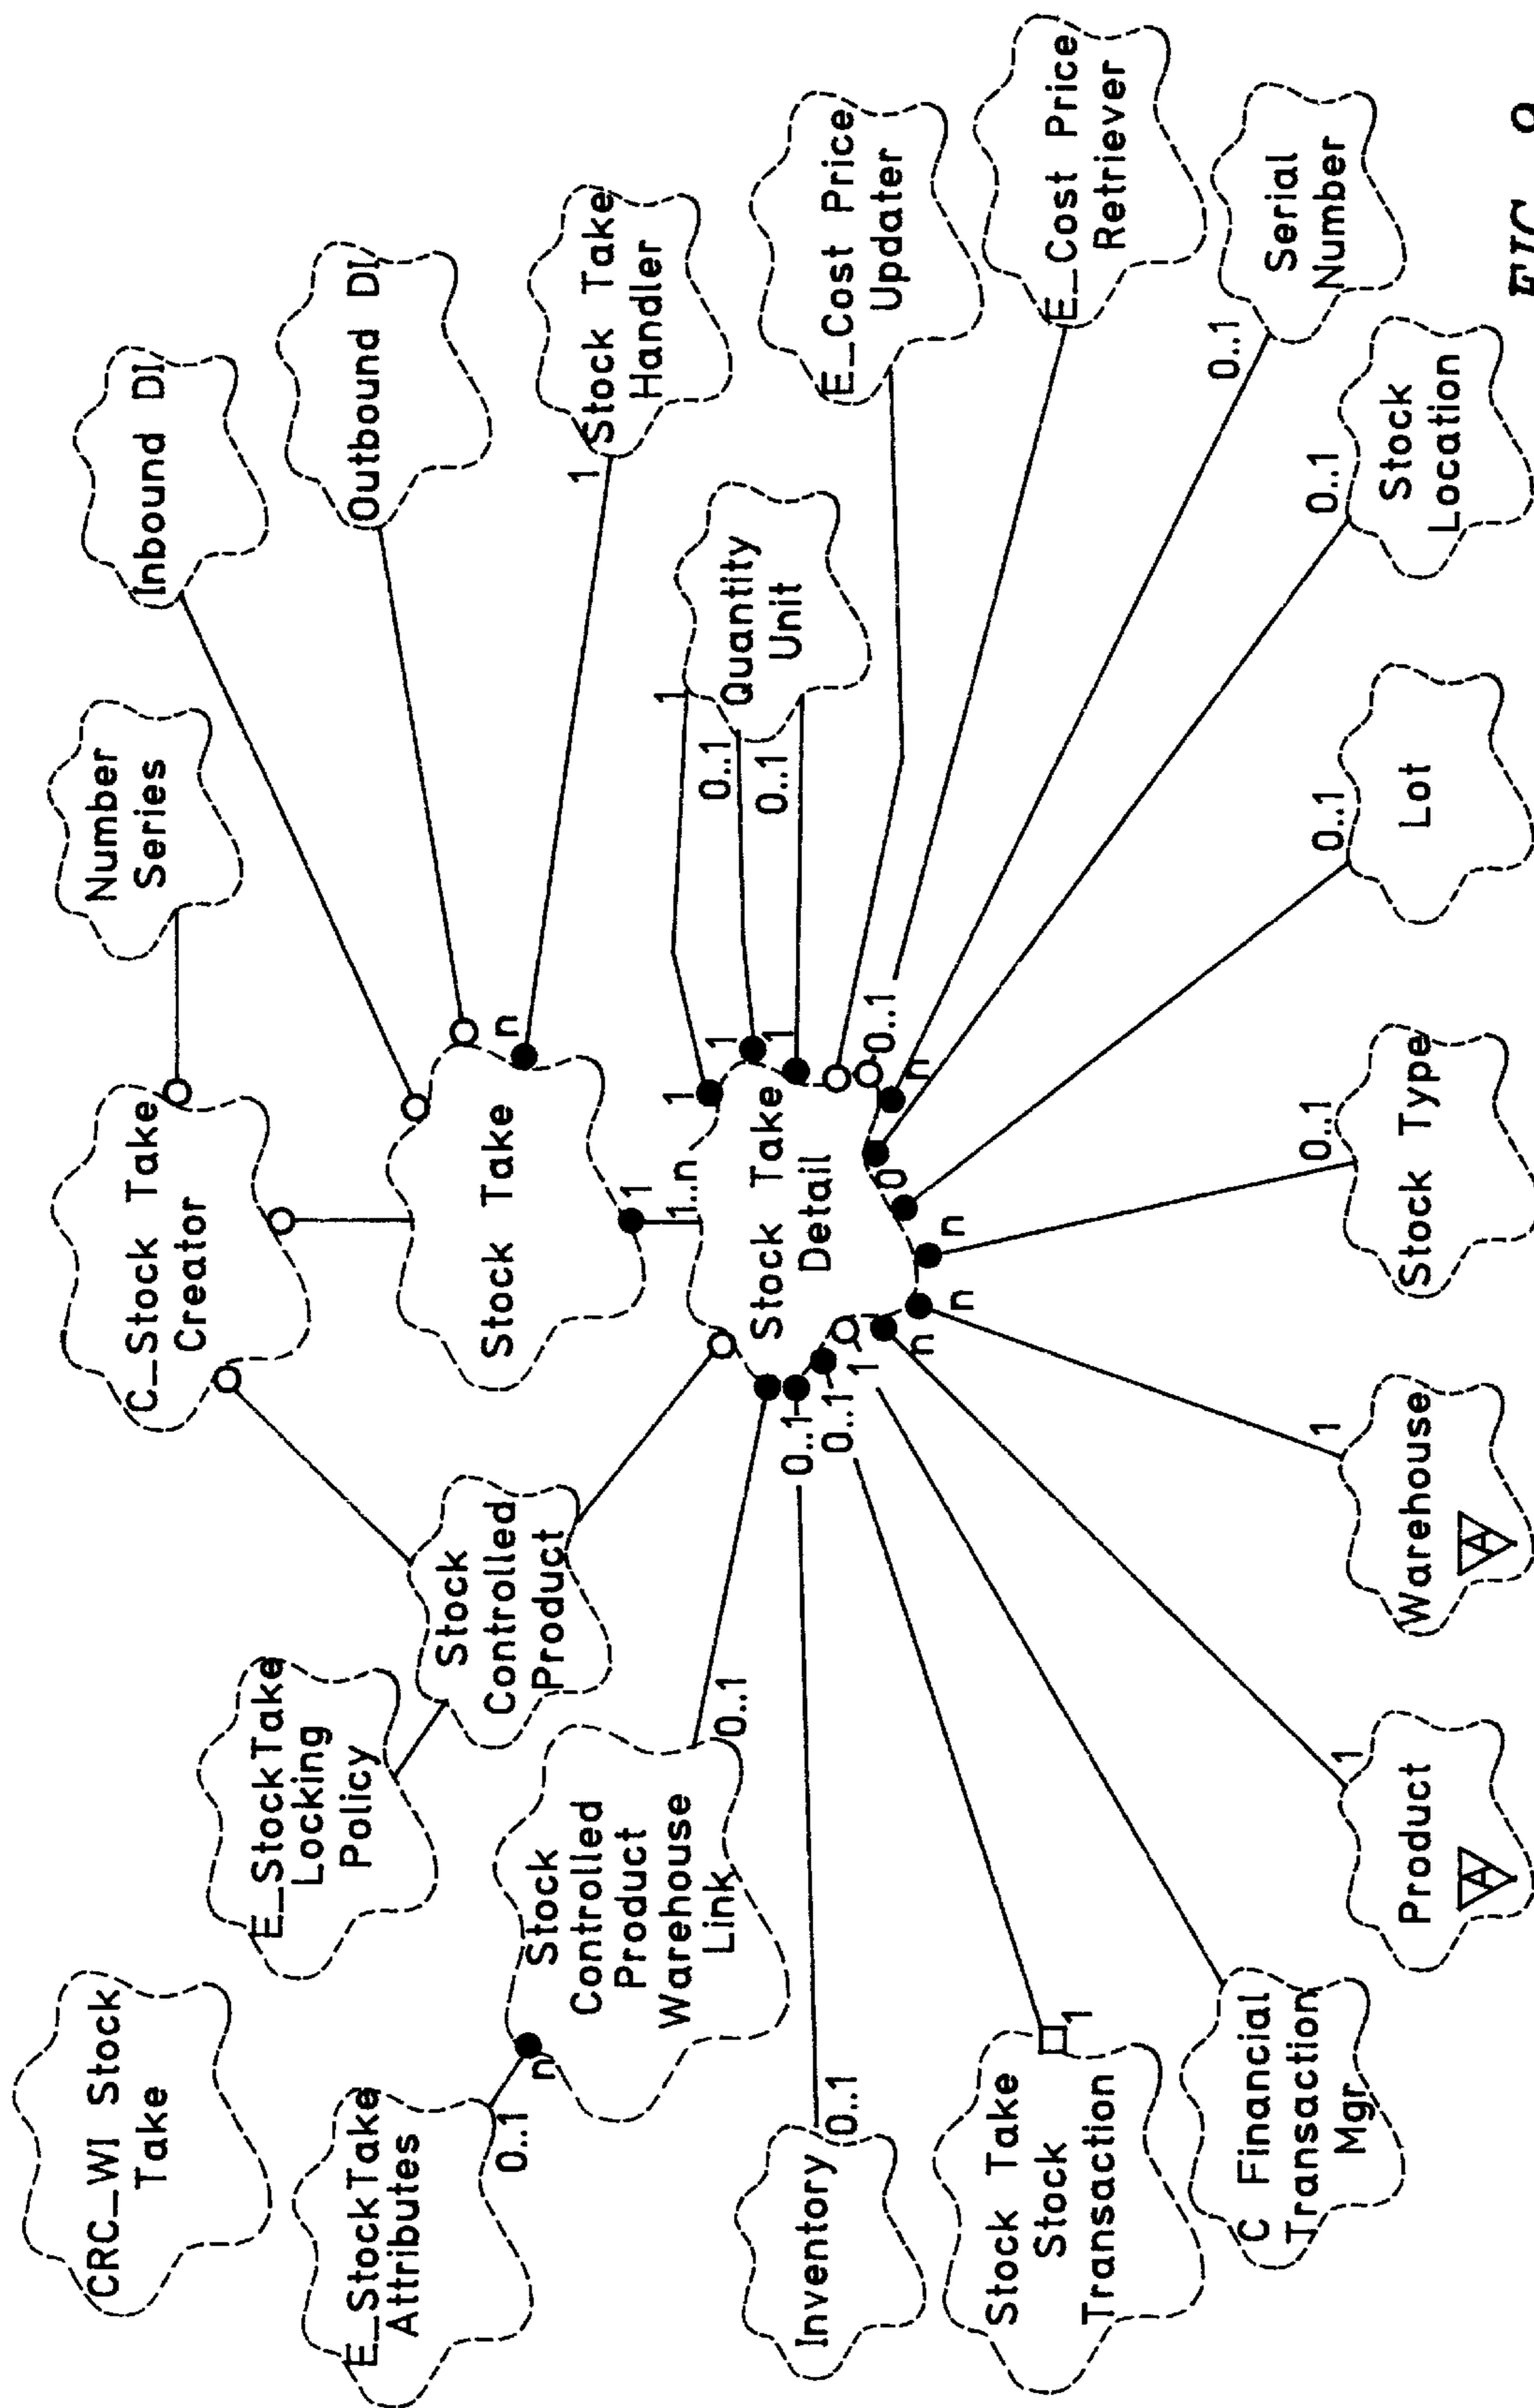 CRC_WI Stock
Take
E_StockTake
Locking
Policy
C_Stock Take
Creator
Number
Series
Inbound DI
E_StockTake
Attributes
0..1
n
Stock
Controlled
Product
Warehouse
Link
0..1
Stock
Controlled
Product
Stock Take
n
1
1..n
Outbound DI
1
Stock Take
Handler
Inventory
0..1
0..1
0..1
Stock Take
Detail
1
1
1
1
0..1
0..1
Quantity
Unit
E_Cost Price
Updater
Stock Take
Stock
Transaction
1
1
n
n
n
0
n
0..1
E_Cost Price
Retriever
C Financial
Transaction
Mgr.
0..1
Serial
Number
Product
1
A
Warehouse
1
A
Stock Type
0..1
Lot
0..1
Stock
Location
0..1